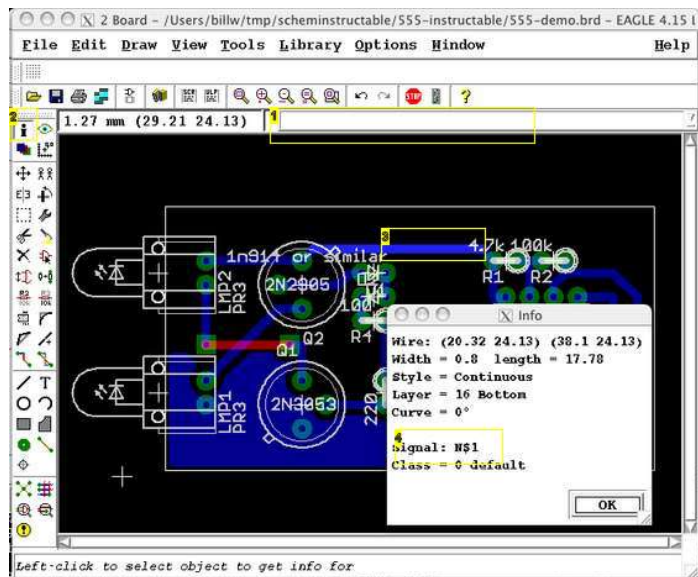 2 Board - /Users/billw/tmp/scheminstructable/555-instructable/555-demo.brd - EAGLE 4.15 L
File Edit Draw View Tools Library Options Window Help
STOP
1.27 mm (29.21 24.13)
1
2
3
1n914 or similar
4.7k 100k
R1 R2
LMP2
PR3
2N2905
100
R4
Q2
Q1
LMP1
PR3
2N3053
220
Info
Wire: (20.32 24.13) (38.1 24.13)
Width = 0.8 length = 17.78
Style = Continuous
Layer = 16 Bottom
Curve = 0°
4
Signal: N$1
Class = 0 default
OK
Left-click to select object to get info for